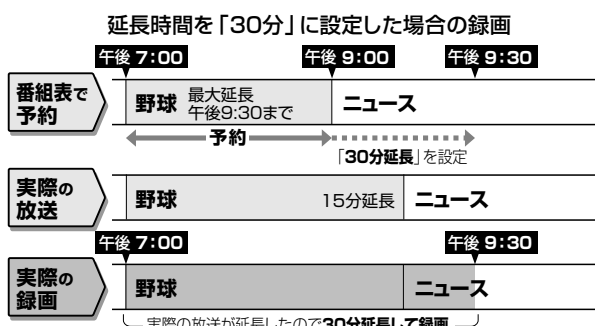 延長時間を「30分」に設定した場合の録画
午後 7:00 午後 9:00 午後 9:30
番組表で
予約
野球 最大延長
午後9:30まで
ニュース
予約
「30分延長」を設定
実際の
放送
野球 15分延長 ニュース
午後 7:00 午後 9:30
実際の
録画
野球 ニュース
実際の放送が延長したので30分延長して録画